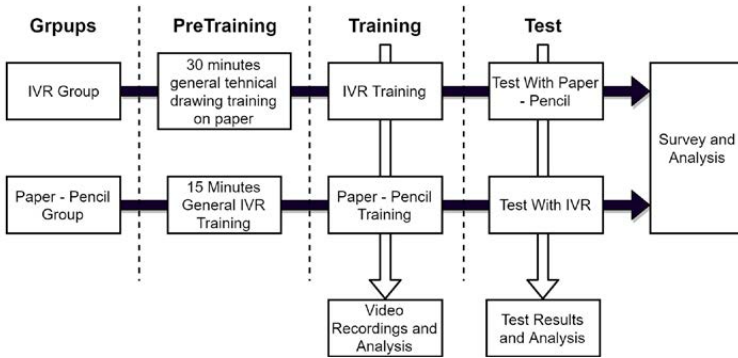 Grpups
PreTraining
Training
Test
IVR Group
30 minutes
general tehnical
drawing training
on paper
IVR Training
Test With Paper
- Pencil
Survey and
Analysis
Paper - Pencil
Group
15 Minutes
General IVR
Training
Paper - Pencil
Training
Test With IVR
Video
Recordings and
Analysis
Test Results
and Analysis